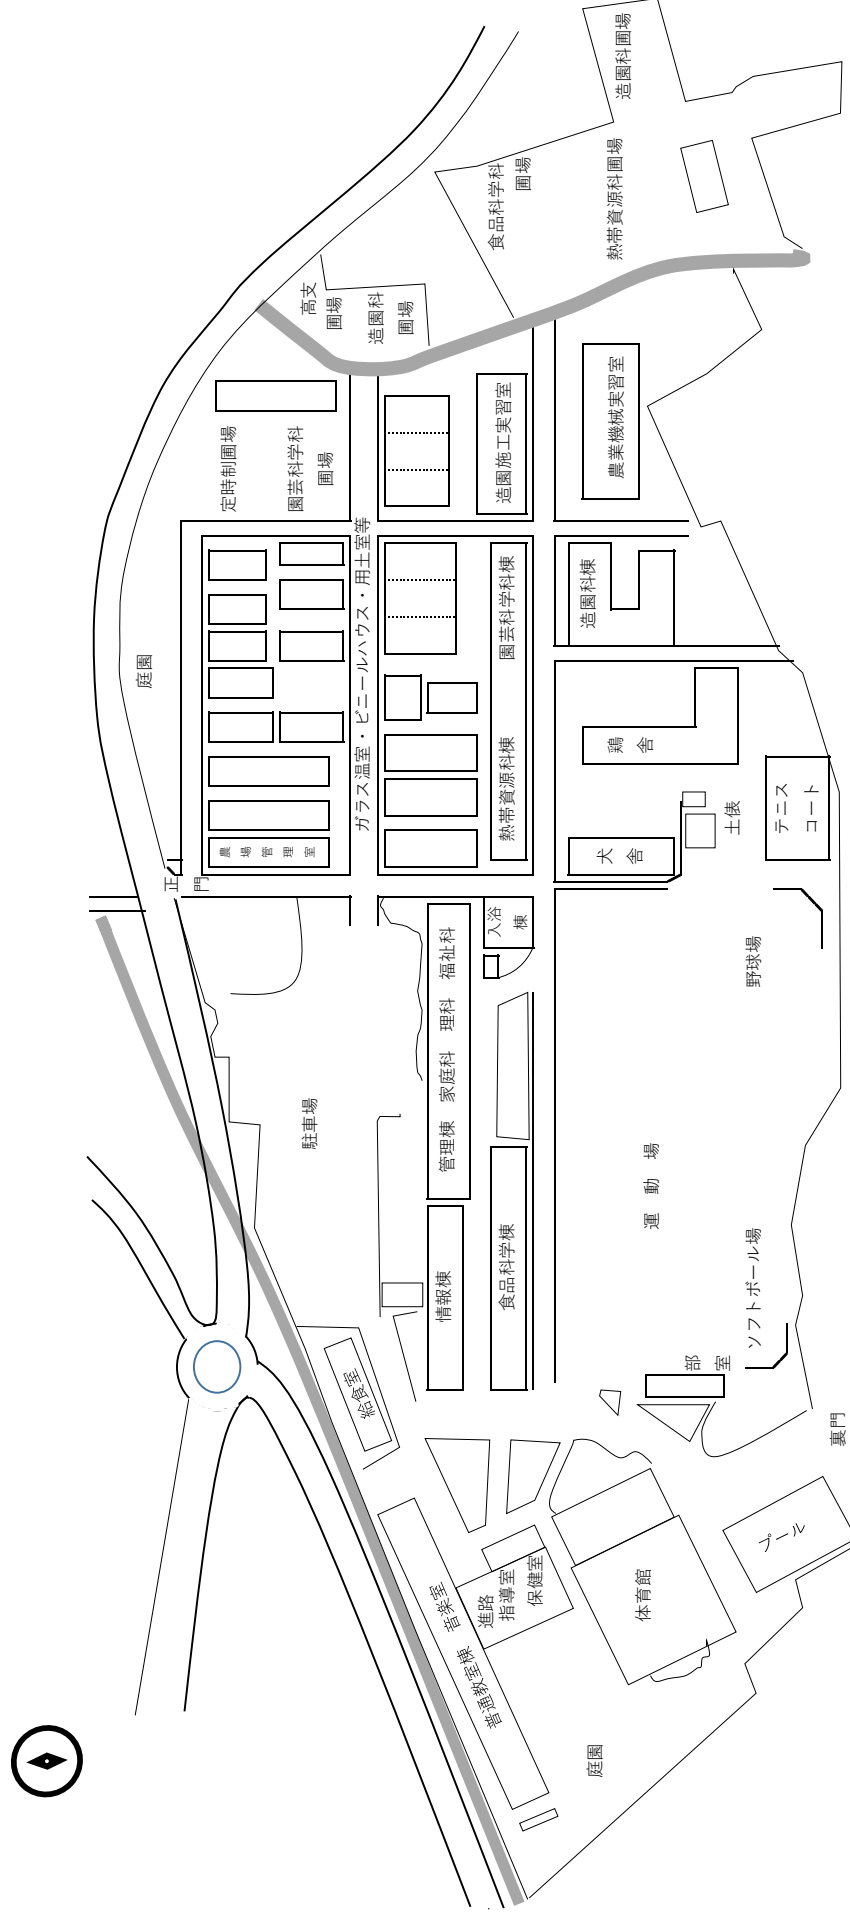 造園科圃場
食品科学科
圃場
熱帯資源科圃場
高支
圃場
造園科
圃場
定時制圃場
園芸科学科
圃場
造園施工実習室
農業機械実習室
庭園
ガラス温室・ビニールハウス・用土室等
園芸科学科棟
造園科棟
熱帯資源科棟
鶏舎
農場管理室
犬舎
土俵
テニス
コート
正門
福祉科
理科
家庭科
管理棟
入浴
棟
野球場
駐車場
運動場
情報棟
食品科学棟
ソフトボール場
部室
給食室
裏門
プール
音楽室
進路
指導室
保健室
体育館
普通教室棟
庭園